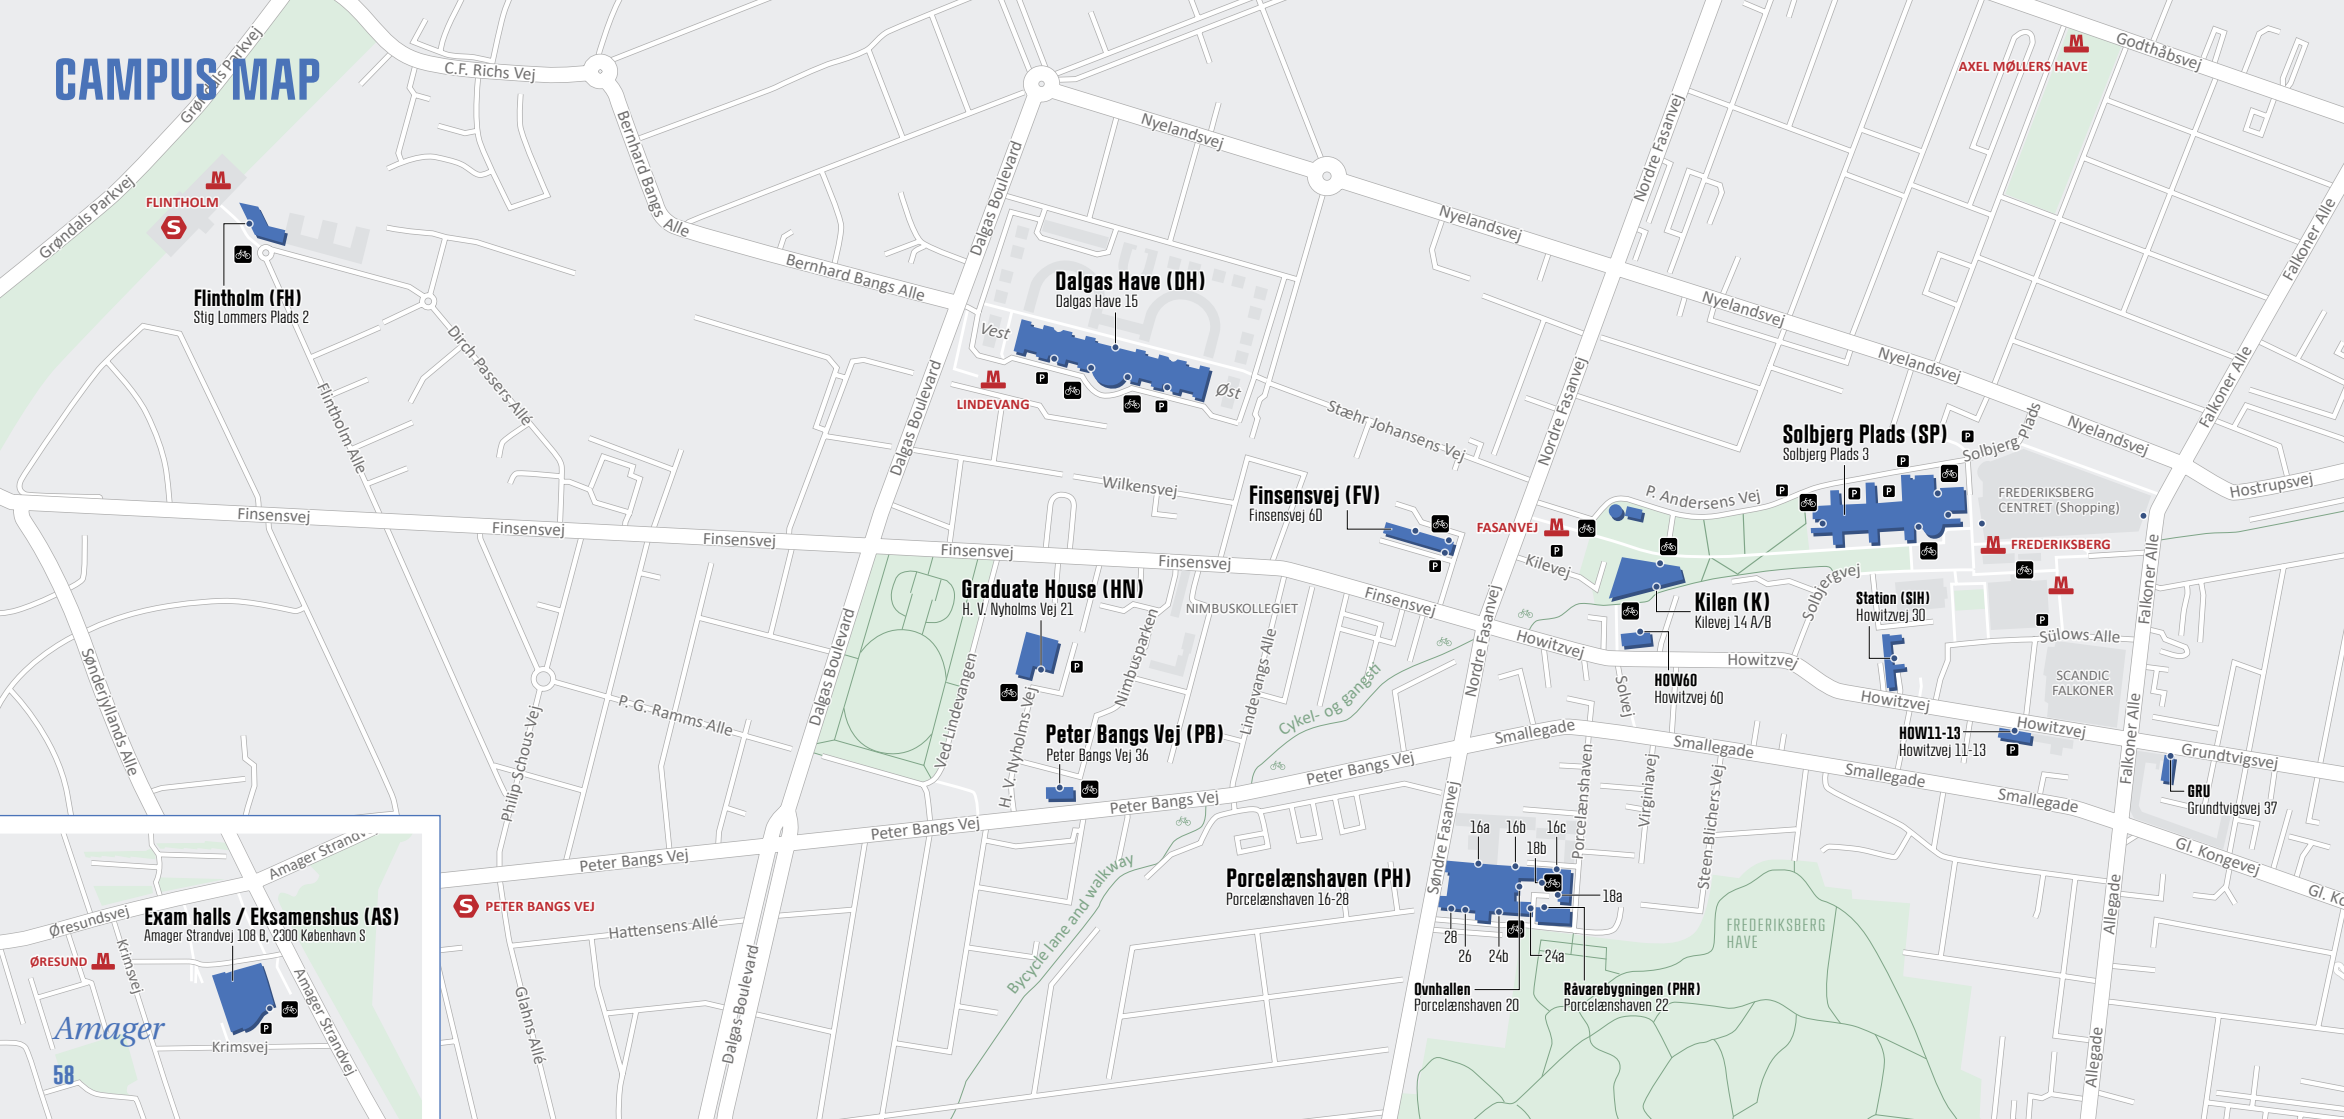 CAMPUS MAP
Grøndals Parkvej
Grøndals Parkvej
C.F. Richs Vej
Bernhard Bangs Alle
Bernhard Bangs Alle
Dalgas Boulevard
Nyelandsvej
Nyelandsvej
Nyelandsvej
Nyelandsvej
Nyelandsvej
Nordre Fasanvej
Nordre Fasanvej
Nordre Fasanvej
Godthåbsvej
M
AXEL MØLLERS HAVE
Falkoner Alle
Falkoner Alle
Falkoner Alle
Falkoner Alle
M
FLINTHOLM
S
Flintholm (FH)
Stig Lommers Plads 2
Dirch Passers Allé
Flintholm Alle
Dalgas Have (DH)
Dalgas Have 15
Vest
Øst
M
LINDEVANG
P
P
Dalgas Boulevard
Stæhr Johansens Vej
Wilkensvej
Finsensvej (FV)
Finsensvej 6D
P
FASANVEJ M
P
P. Andersens Vej
Solbjerg Plads (SP)
Solbjerg Plads 3
P
P
P
P
P
Solbjerg Plads
Hostrupsvej
FREDERIKSBERG
CENTRET (Shopping)
M FREDERIKSBERG
M
P
Finsensvej
Finsensvej
Finsensvej
Finsensvej
Finsensvej
Finsensvej
Kilevej
Kilen (K)
Kilevej 14 A/B
Solbjergvej
Station (SIH)
Howitzvej 30
Sülows Alle
SCANDIC
FALKONER
Graduate House (HN)
H. V. Nyholms Vej 21
P
NIMBUSKOLLEGIET
Nimbusparken
Lindevangs Alle
Ved Lindevangen
H. V. Nyholms Vej
Cykel- og gangsti
Howitzvej
Howitzvej
Howitzvej
Howitzvej
HOW60
Howitzvej 60
Solvej
HOW11-13
Howitzvej 11-13
P
Grundtvigsvej
GRU
Grundtvigsvej 37
Sønderjyllands Alle
Philip Schous Vej
P. G. Ramms Alle
Dalgas Boulevard
Peter Bangs Vej (PB)
Peter Bangs Vej 36
Peter Bangs Vej
Peter Bangs Vej
Peter Bangs Vej
Peter Bangs Vej
Smallegade
Smallegade
Smallegade
Smallegade
Gl. Kongevej
Gl. Ko
Porcelænshaven
Virginiavej
Steen Blichers Vej
Søndre Fasanvej
Allegade
Allegade
Porcelænshaven (PH)
Porcelænshaven 16-28
16a
16b
16c
18b
18a
28
26
24b
24a
Ovnhallen
Porcelænshaven 20
Råvarebygningen (PHR)
Porcelænshaven 22
FREDERIKSBERG
HAVE
Bycycle lane and walkway
S PETER BANGS VEJ
Hattensens Allé
Glahns Allé
Dalgas Boulevard
Amager Strandv
Øresundsvej
Exam halls / Eksamenshus (AS)
Amager Strandvej 108 B, 2300 København S
ØRESUND M
Krimsvej
Amager Strandvej
P
Krimsvej
Amager
58